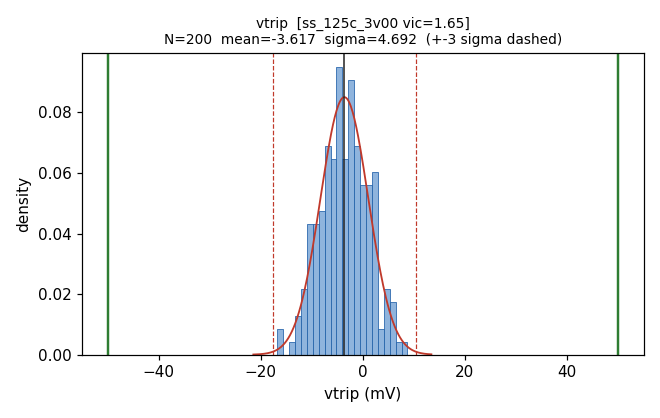 vtrip  [ss_125c_3v00 vic=1.65]
N=200  mean=-3.617  sigma=4.692  (+-3 sigma dashed)
density
0.08
0.06
0.04
0.02
0.00
−40
−20
0
20
40
vtrip (mV)